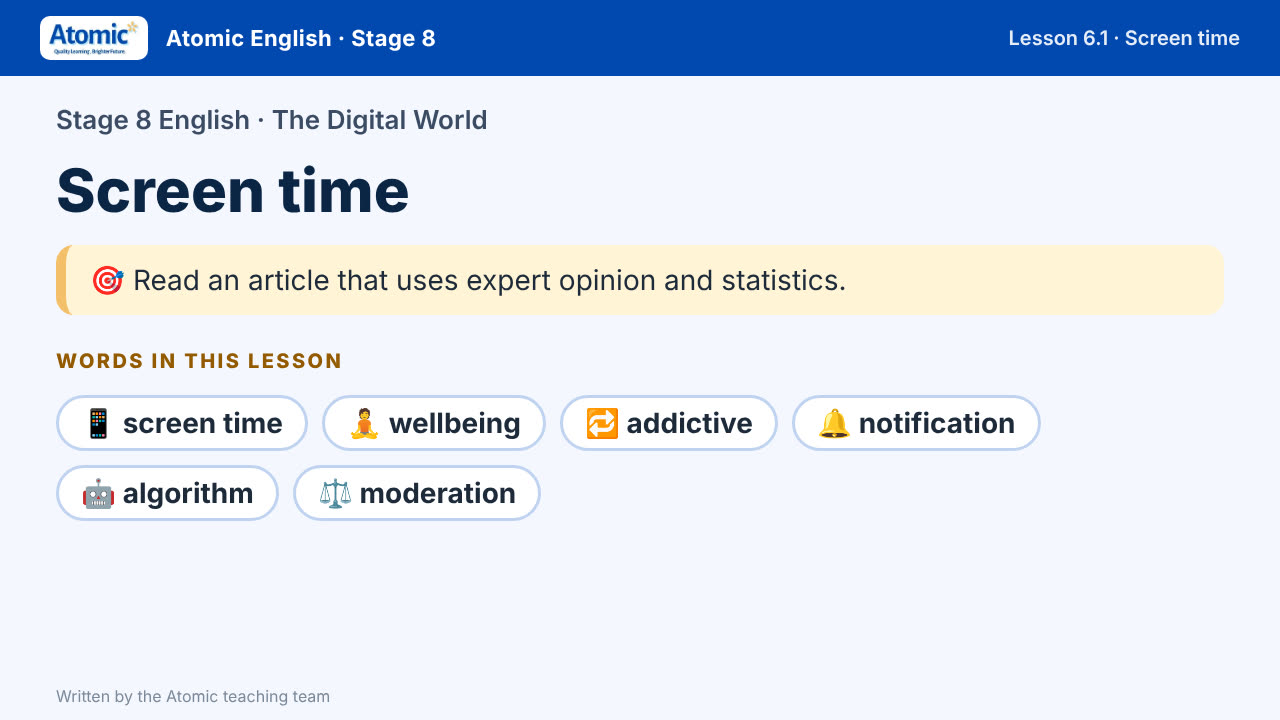 Atomic
Quality Learning. Brighter Future.
Atomic English · Stage 8
Lesson 6.1 · Screen time
Stage 8 English · The Digital World
Screen time
Read an article that uses expert opinion and statistics.
WORDS IN THIS LESSON
screen time wellbeing addictive notification
algorithm moderation
Written by the Atomic teaching team